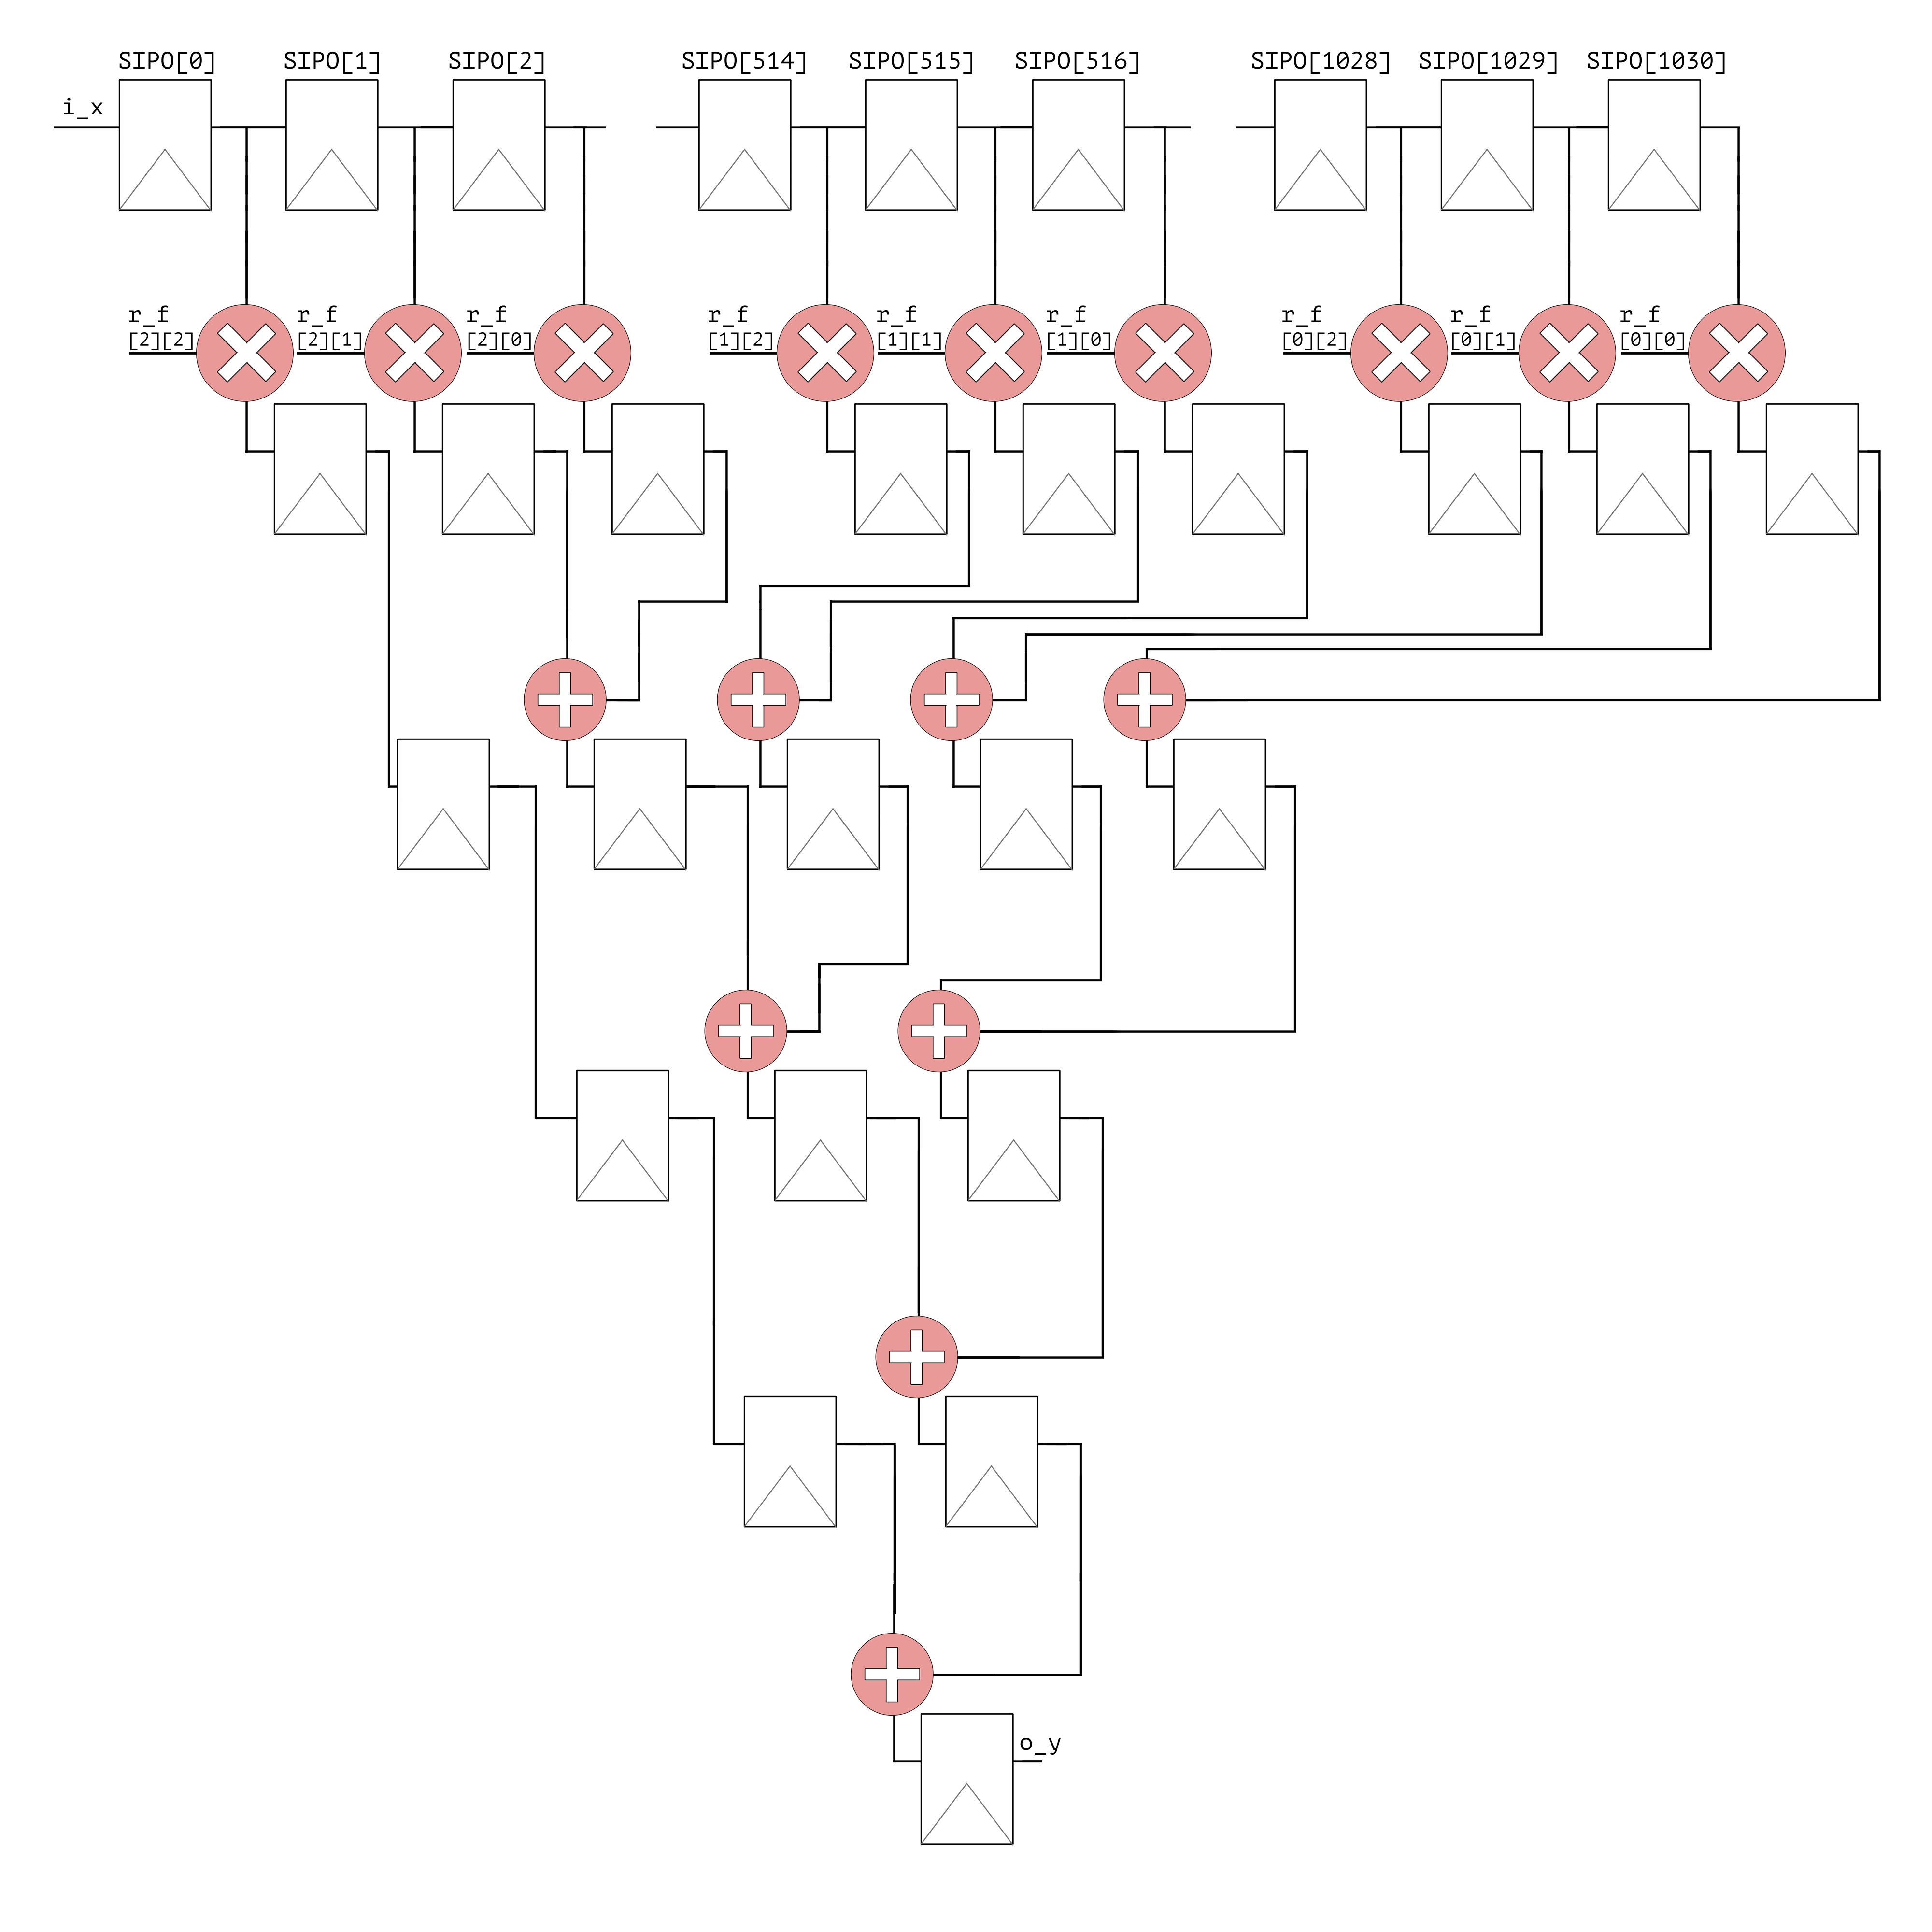 SIPO[0] SIPO[1] SIPO[2] SIPO[514] SIPO[515] SIPO[516] SIPO[1028] SIPO[1029] SIPO[1030]
i_x
r_f r_f r_f r_f r_f r_f r_f r_f r_f
[2][2] [2][1] [2][0] [1][2] [1][1] [1][0] [0][2] [0][1] [0][0]
o_y